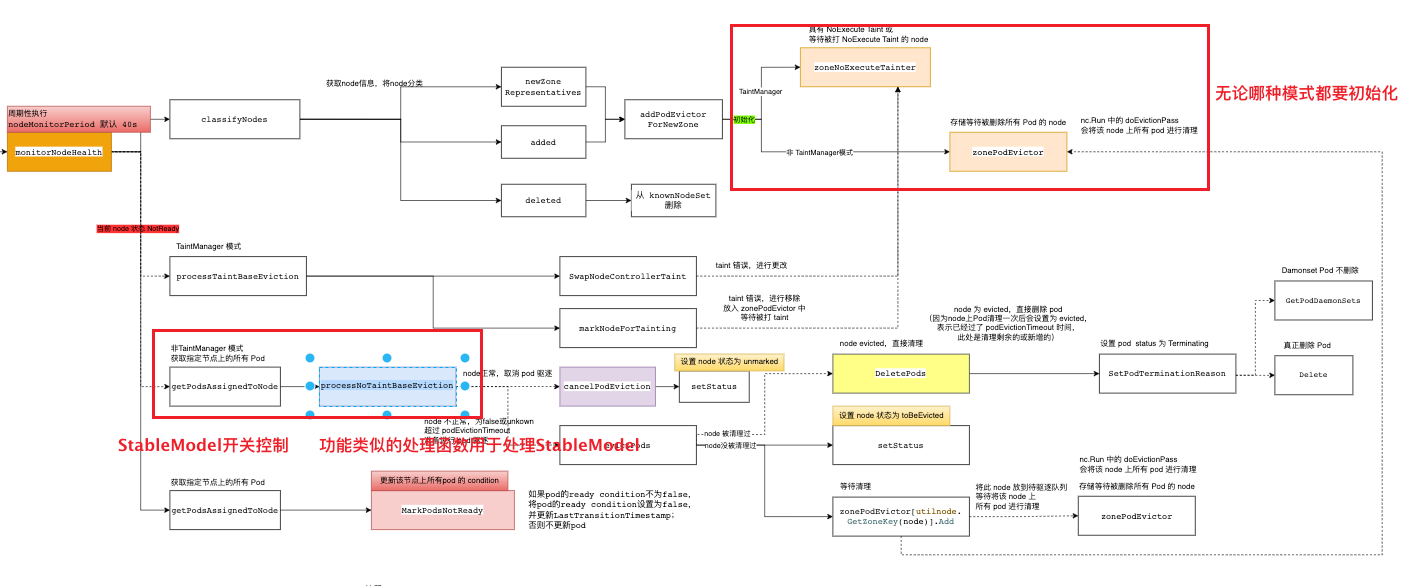 具有 NoExecute Taint 或
等待被打 NoExecute Taint 的 node
zoneNoExecuteTainter
TaintManager
无论哪种模式都要初始化
获取node信息，将node分类
newZone
Representatives
周期性执行
nodeMonitorPeriod 默认 40s
monitorNodeHealth
classifyNodes
addPodEvictor
ForNewZone
初始化
存储等待被删除所有 Pod 的 node
nc.Run 中的 doEvictionPass
会将该 node 上所有 pod 进行清理
added
非 TaintManager模式
zonePodEvictor
deleted
从 knownNodeSet
删除
当前 node 状态 NotReady
TaintManager 模式
processTaintBaseEviction
SwapNodeControllerTaint
taint 错误，进行更改
Damonset Pod 不删除
GetPodDaemonSets
taint 错误，进行移除
放入 zonePodEvictor 中
等待被打 taint
markNodeForTainting
node 为 evicted，直接删除 pod
(因为node上Pod清理一次后会设置为 evicted,
表示已经过了 podEvictionTimeout 时间，
此处是清理剩余的或新增的）
非TaintManager 模式
获取指定节点上的所有 Pod
getPodsAssignedToNode
processNoTaintBaseEviction
node正常，取消 pod 驱逐
cancelPodEviction
设置 node 状态为 unmarked
setStatus
node evicted，直接清理
DeletePods
设置 pod status 为 Terminating
SetPodTerminationReason
真正删除 Pod
Delete
node 不正常，为false或unkown
超过 podEvictionTimeout
StableModel开关控制
功能类似的处理函数用于处理StableModel
node 被清理过
node没被清理过
设置 node 状态为 toBeEvicted
setStatus
获取指定节点上的所有 Pod
getPodsAssignedToNode
更新该节点上所有pod 的 condition
MarkPodsNotReady
如果pod的ready condition不为false,
将pod的ready condition设置为false,
并更新LastTransitionTimestamp;
否则不更新pod
等待清理
zonePodEvictor[utilnode.
GetZoneKey(node)].Add
将此 node 放到待驱逐队列
等待将该 node 上
所有 pod 进行清理
nc.Run 中的 doEvictionPass
会将该 node 上所有 pod 进行清理
存储等待被删除所有 Pod 的 node
zonePodEvictor